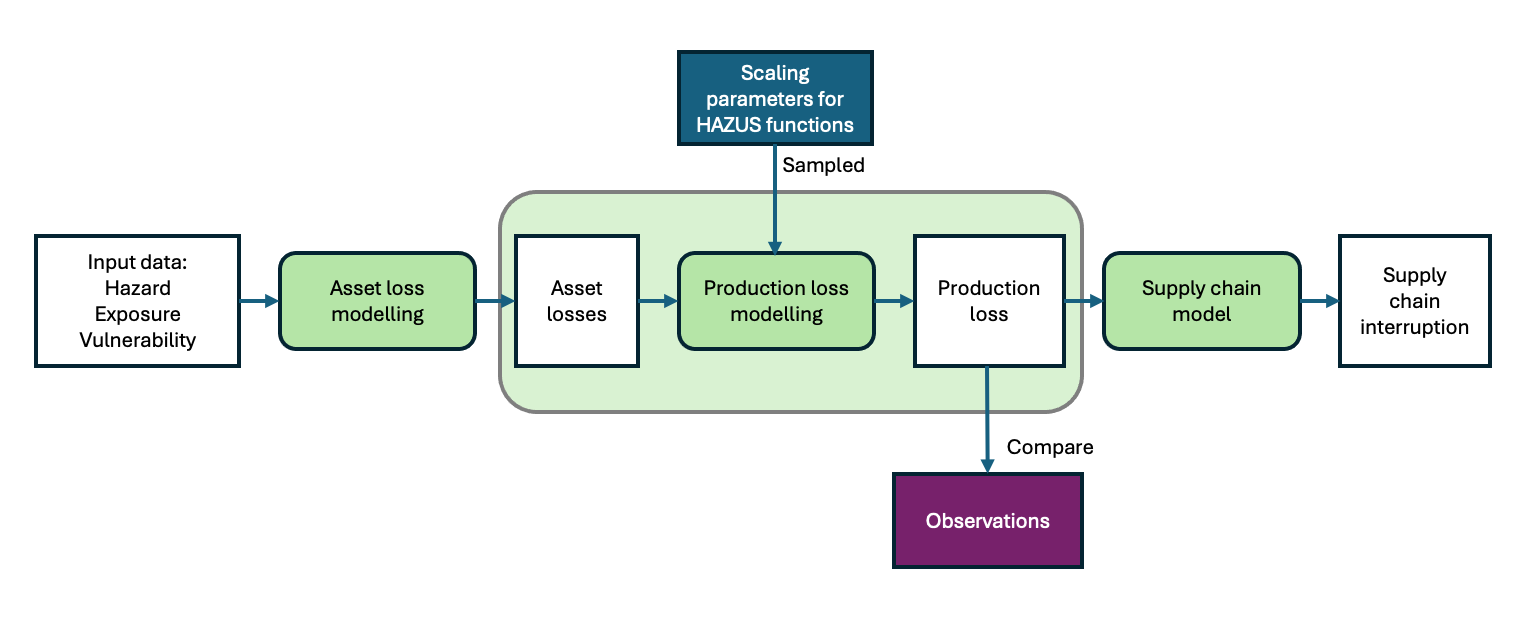 Scaling
parameters for
HAZUS functions
Sampled
Input data:
Hazard
Exposure
Vulnerability
Asset loss
modelling
Asset
losses
Production loss
modelling
Production
loss
Supply chain
model
Supply
chain
interruption
Compare
Observations